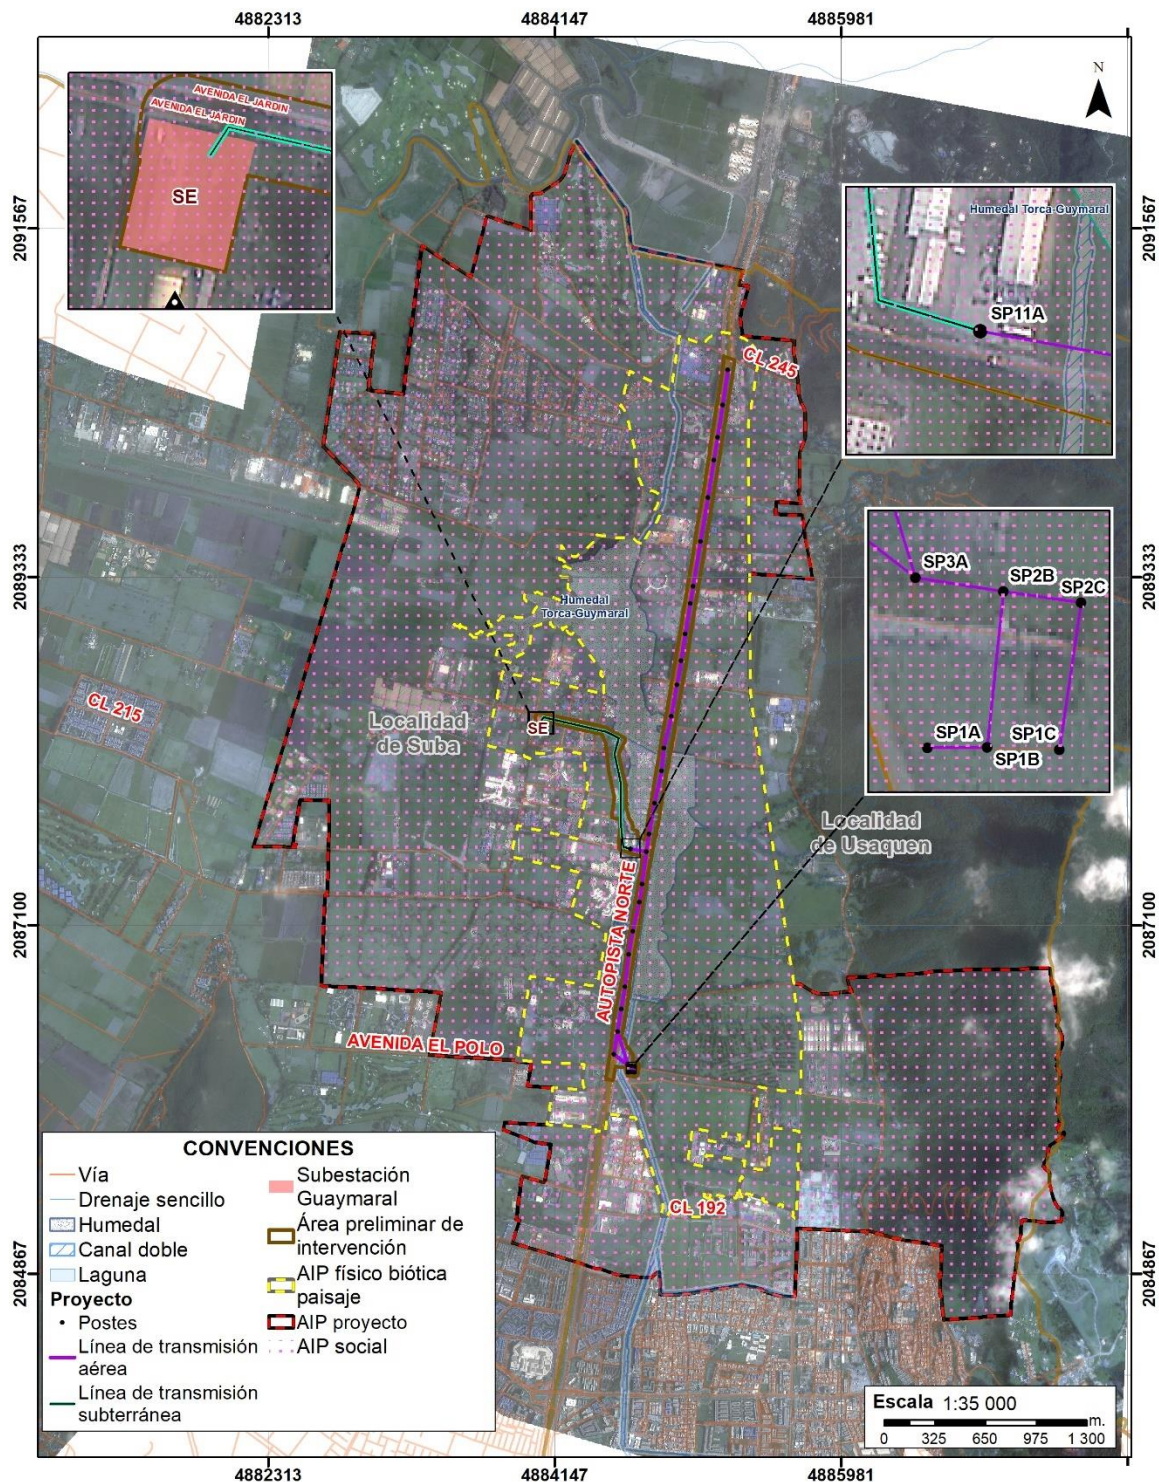 4882313
4884147
4885981
AVENIDA EL JARDIN
AVENIDA EL JARDIN
SE
N
2091567
2091567
Humedal Torca-Guymaral
SP11A
CL 245
2089333
2089333
SP3A
SP2B
SP2C
SP1A
SP1C
SP1B
Humedal
Torca-Guymaral
CL 215
Localidad
de Suba
SE
Localidad
de Usaquen
2087100
2087100
AUTOPISTA NORTE
AVENIDA EL POLO
CL 192
2084867
2084867
CONVENCIONES
Vía
Drenaje sencillo
Humedal
Canal doble
Laguna
Proyecto
Postes
Línea de transmisión
aérea
Línea de transmisión
subterránea
Subestación
Guaymaral
Área preliminar de
intervención
AIP físico biótica
paisaje
AIP proyecto
AIP social
Escala 1:35 000
m.
0 325 650 975 1 300
4882313
4884147
4885981